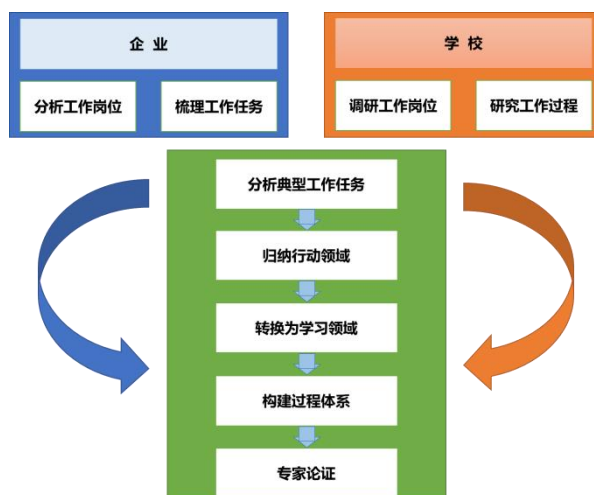 企 业
学 校
分析工作岗位
梳理工作任务
调研工作岗位
研究工作过程
分析典型工作任务
归纳行动领域
转换为学习领域
构建过程体系
专家论证